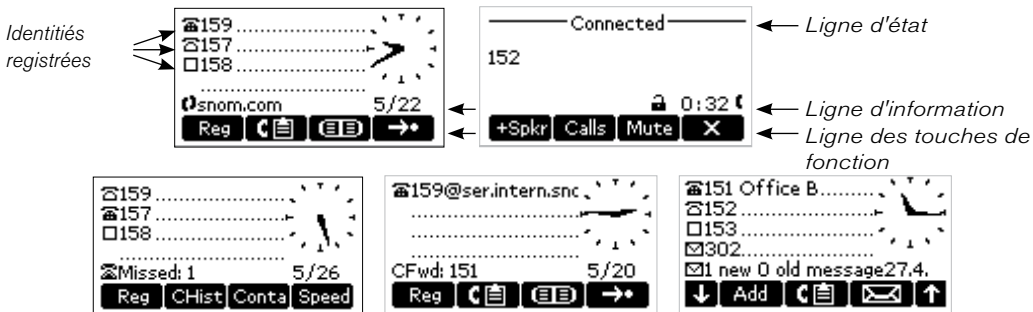 Identitiés
registrées
159
157
158
snom.com 5/22
Reg
Connected
152
0:32
+Spkr Calls Mute X
Ligne d'état
Ligne d'information
Ligne des touches de
fonction
159
157
158
Missed: 1 5/26
Reg CHist Conta Speed
159@ser.intern.snc
CFwd: 151 5/20
Reg
151 Office B
152
153
302
1 new 0 old message27.4.
Add